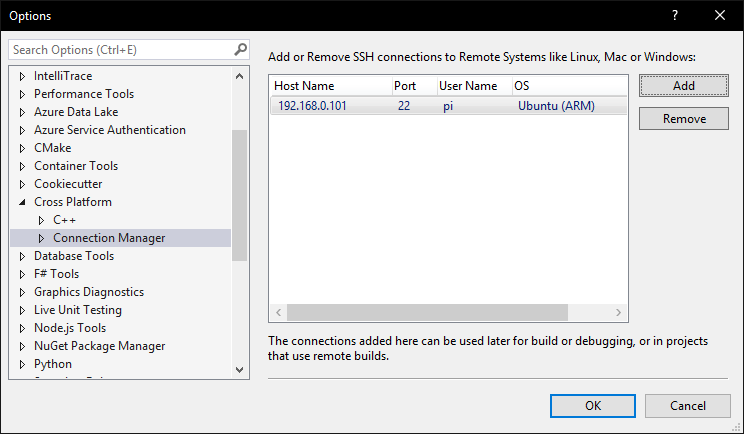 Options
Search Options (Ctrl+E)
IntelliTrace
Performance Tools
Azure Data Lake
Azure Service Authentication
CMake
Container Tools
Cookiecutter
Cross Platform
C++
Connection Manager
Database Tools
F# Tools
Graphics Diagnostics
Live Unit Testing
Node.js Tools
NuGet Package Manager
Python
Add or Remove SSH connections to Remote Systems like Linux, Mac or Windows:
Host Name Port User Name OS
192.168.0.101 22 pi Ubuntu (ARM)
Add
Remove
The connections added here can be used later for build or debugging, or in projects
that use remote builds.
OK Cancel